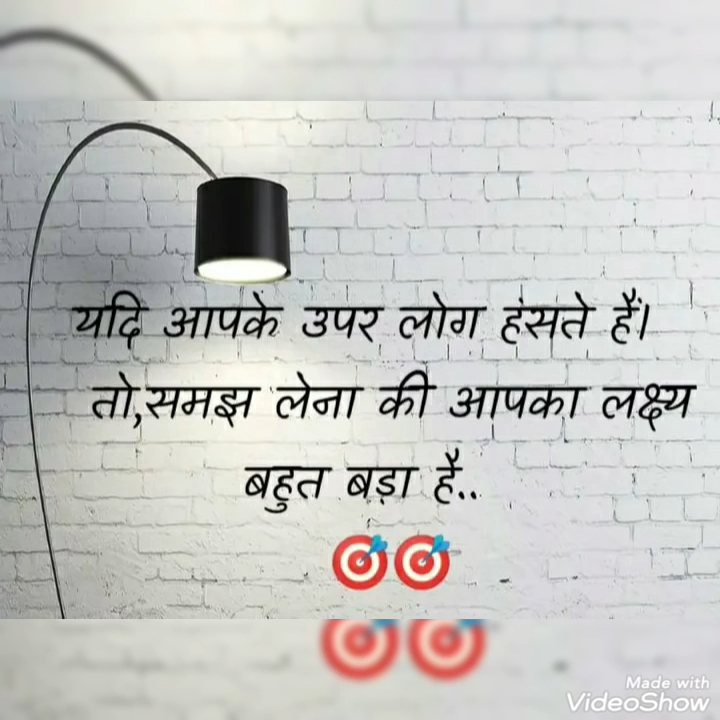 यदि आपके उपर लोग हंसते हैं।
तो,समझ लेना की आपका लक्ष्य
बहुत बड़ा है..
Made with
VideoShow